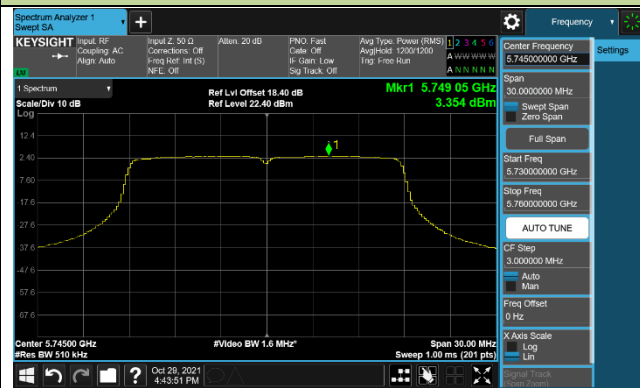 Spectrum Analyzer 1
Swept SA
Frequency
KEYSIGHT
Input: RF
Coupling: AC
Align: Auto
Input Z: 50 Ω
Corrections: Off
Freq Ref: Int (S)
NFE: Off
Atten: 20 dB
PNO: Fast
Gate: Off
IF Gain: Low
Sig Track: Off
Avg Type: Power (RMS)
Avg|Hold: 1200/1200
Trig: Free Run
1 2 3 4 5 6
A W W W W W
A N N N N N
LXI
1 Spectrum
Scale/Div 10 dB
Log
Ref Lvl Offset 18.40 dB
Ref Level 22.40 dBm
Mkr1 5.749 05 GHz
3.354 dBm
1
12.4
2.40
-7.60
-17.6
-27.6
-37.6
-47.6
-57.6
-67.6
Center 5.74500 GHz
#Res BW 510 kHz
#Video BW 1.6 MHz*
Span 30.00 MHz
Sweep 1.00 ms (201 pts)
Oct 29, 2021
4:43:51 PM
Center Frequency
5.745000000 GHz
Settings
Span
30.0000000 MHz
Swept Span
Zero Span
Full Span
Start Freq
5.730000000 GHz
Stop Freq
5.760000000 GHz
AUTO TUNE
CF Step
3.000000 MHz
Auto
Man
Freq Offset
0 Hz
X Axis Scale
Log
Lin
Signal Track
(Span Zoom)